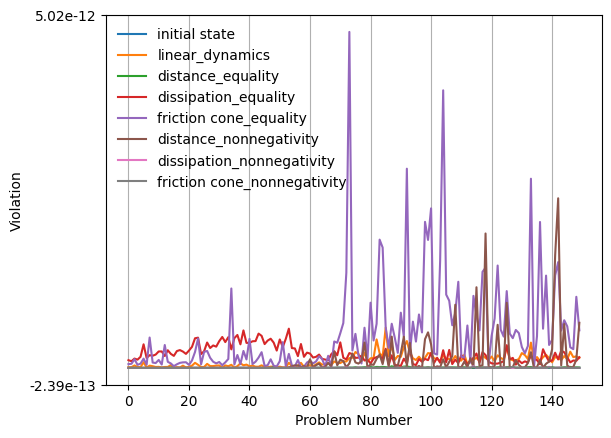 5.02e-12
initial state
linear_dynamics
distance_equality
dissipation_equality
friction cone_equality
distance_nonnegativity
dissipation_nonnegativity
friction cone_nonnegativity
Violation
-2.39e-13
0 20 40 60 80 100 120 140
Problem Number